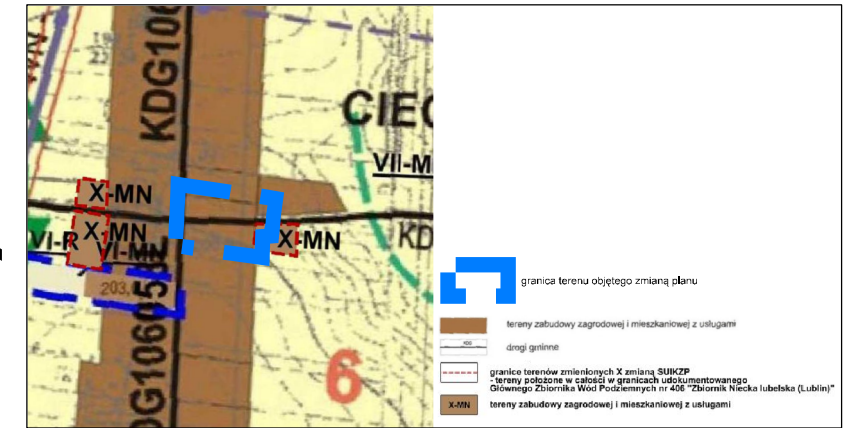 KDG106
CIEC
VII-M
X-MN
X-MN
VI-R
VI-MN
X-MN
KD
203,
6
granica terenu objętego zmianą planu
tereny zabudowy zagrodowej i mieszkaniowej z usługami
drogi gminne
granice terenów zmienionych X zmianą SUIKZP
- tereny położone w całości w granicach udokumentowanego
Głównego Zbiornika Wód Podziemnych nr 406 "Zbiornik Niecka lubelska (Lublin)"
X-MN tereny zabudowy zagrodowej i mieszkaniowej z usługami